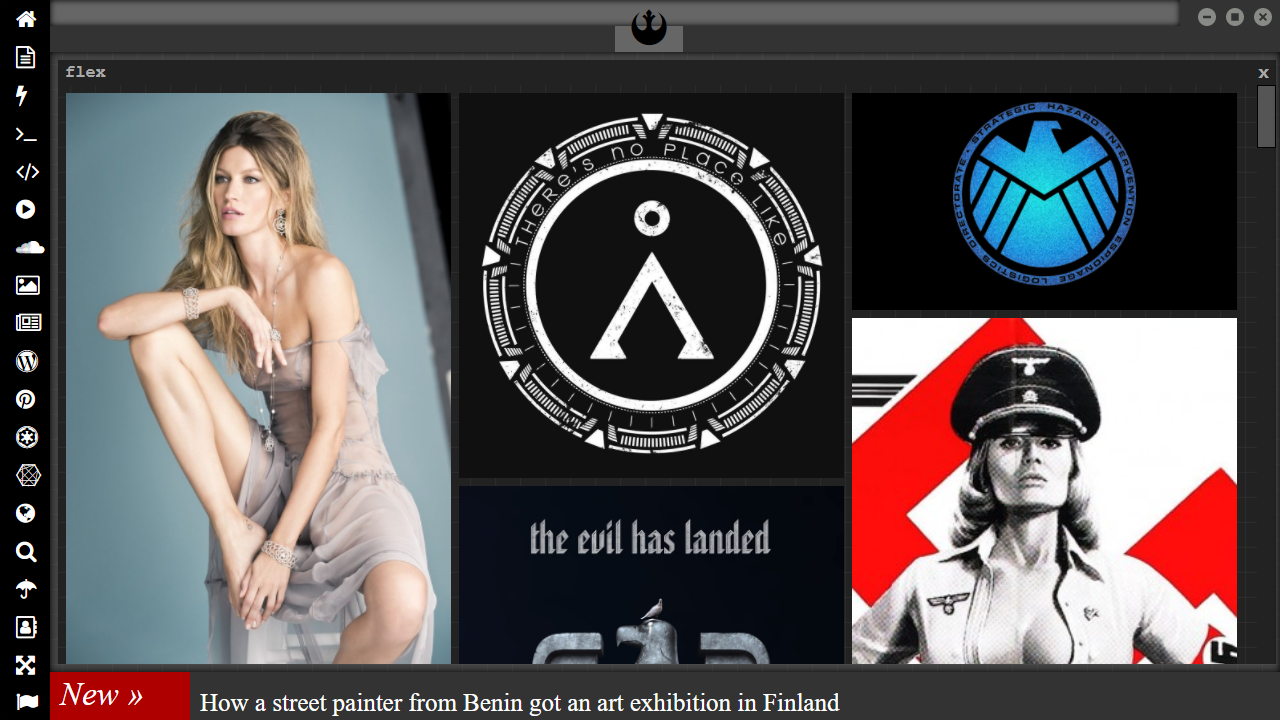 flex
x
THeRe's no PLace Like
STRATEGIC HAZARD INTERVENTION ESPIONAGE LOGISTICS DIRECTORATE
the evil has landed
New »
How a street painter from Benin got an art exhibition in Finland